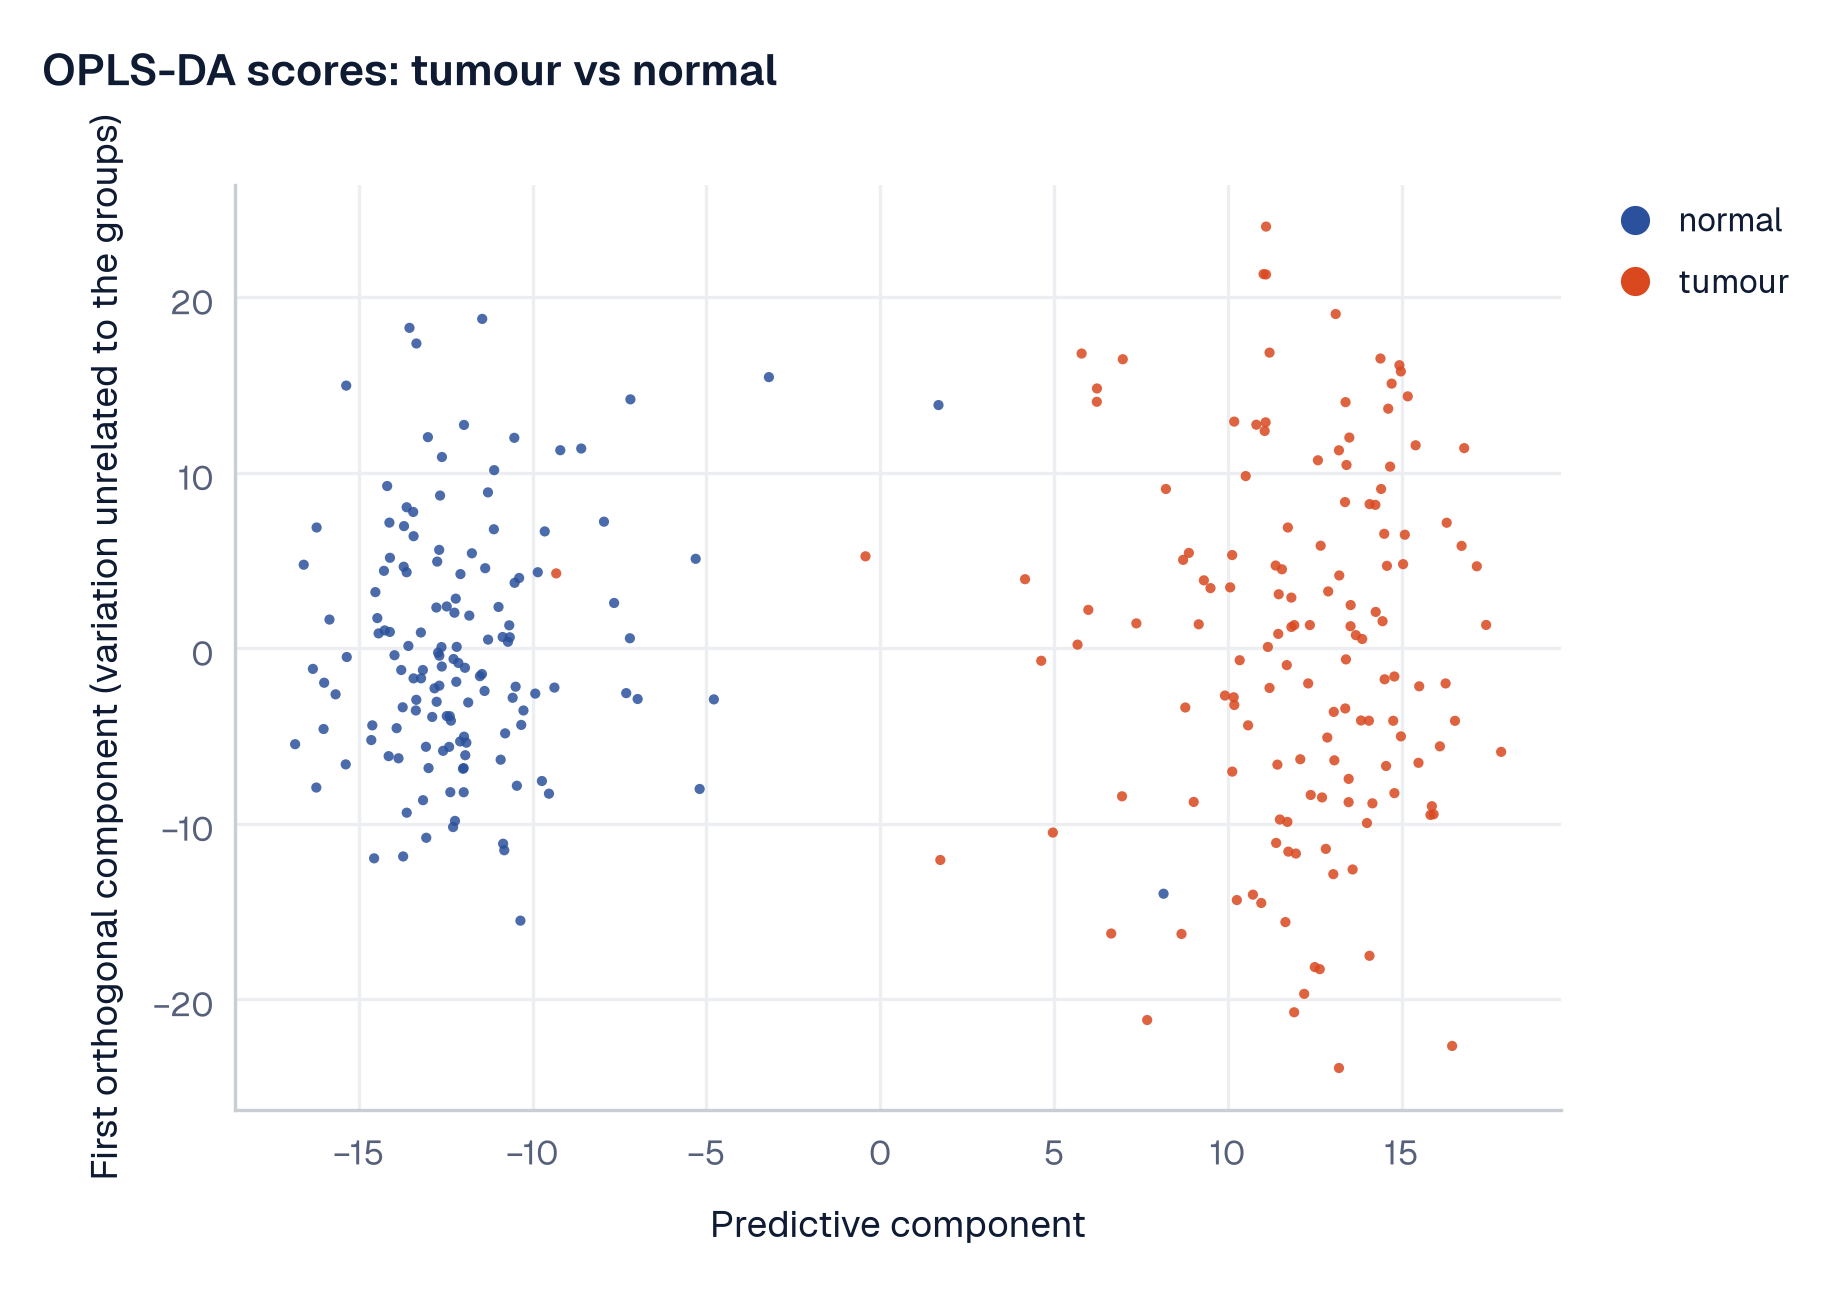 OPLS-DA scores: tumour vs normal
First orthogonal component (variation unrelated to the groups)
normal
tumour
20
10
0
−10
−20
−15
−10
−5
0
5
10
15
Predictive component